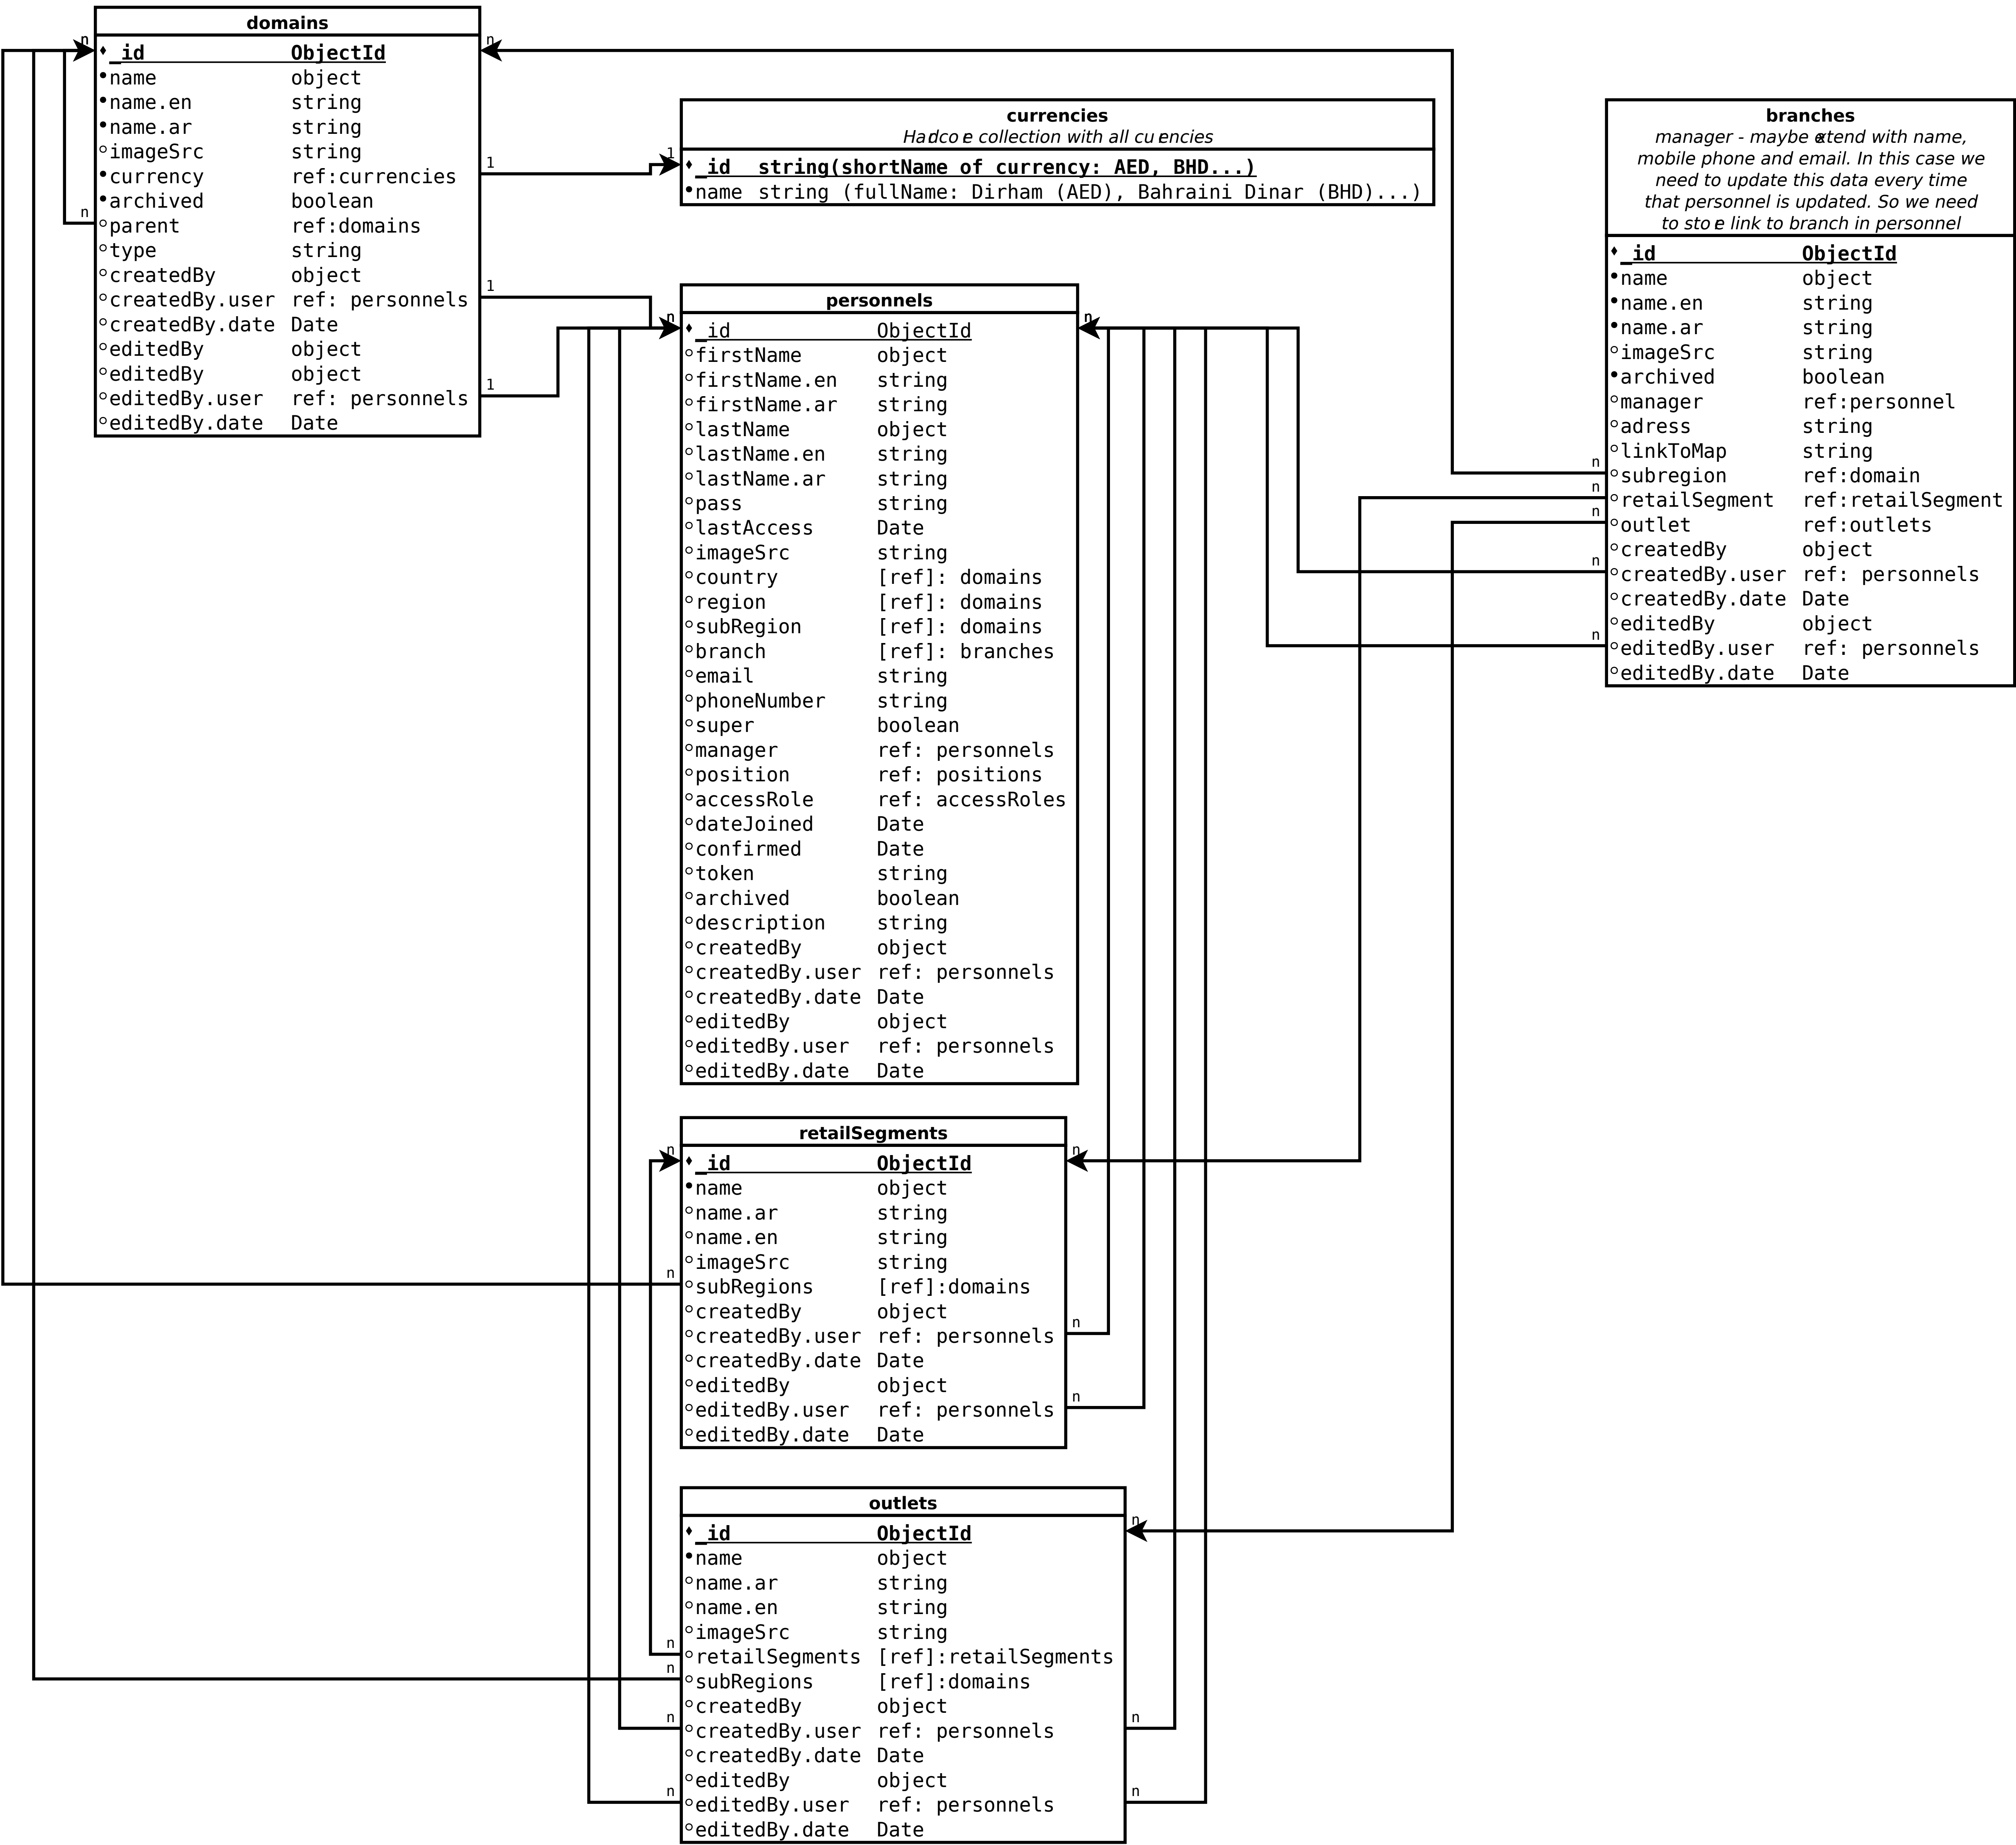 domains
_id ObjectId
name object
name.en string
name.ar string
imageSrc string
currency ref:currencies
archived boolean
parent ref:domains
type string
createdBy object
createdBy.user ref: personnels
createdBy.date Date
editedBy object
editedBy object
editedBy.user ref: personnels
editedBy.date Date
n
n
n
1
1
1
currencies
Hardcore collection with all currencies
_id string(shortName of currency: AED, BHD...)
name string (fullName: Dirham (AED), Bahraini Dinar (BHD)...)
1
branches
manager - maybe extend with name,
mobile phone and email. In this case we
need to update this data every time
that personnel is updated. So we need
to store link to branch in personnel
_id ObjectId
name object
name.en string
name.ar string
imageSrc string
archived boolean
manager ref:personnel
adress string
linkToMap string
subregion ref:domain
retailSegment ref:retailSegment
outlet ref:outlets
createdBy object
createdBy.user ref: personnels
createdBy.date Date
editedBy object
editedBy.user ref: personnels
editedBy.date Date
n
n
n
n
n
personnels
_id ObjectId
firstName object
firstName.en string
firstName.ar string
lastName object
lastName.en string
lastName.ar string
pass string
lastAccess Date
imageSrc string
country [ref]: domains
region [ref]: domains
subRegion [ref]: domains
branch [ref]: branches
email string
phoneNumber string
super boolean
manager ref: personnels
position ref: positions
accessRole ref: accessRoles
dateJoined Date
confirmed Date
token string
archived boolean
description string
createdBy object
createdBy.user ref: personnels
createdBy.date Date
editedBy object
editedBy.user ref: personnels
editedBy.date Date
n
n
retailSegments
_id ObjectId
name object
name.ar string
name.en string
imageSrc string
subRegions [ref]:domains
createdBy object
createdBy.user ref: personnels
createdBy.date Date
editedBy object
editedBy.user ref: personnels
editedBy.date Date
n
n
n
n
n
outlets
_id ObjectId
name object
name.ar string
name.en string
imageSrc string
retailSegments [ref]:retailSegments
subRegions [ref]:domains
createdBy object
createdBy.user ref: personnels
createdBy.date Date
editedBy object
editedBy.user ref: personnels
editedBy.date Date
n
n
n
n
n
n
n